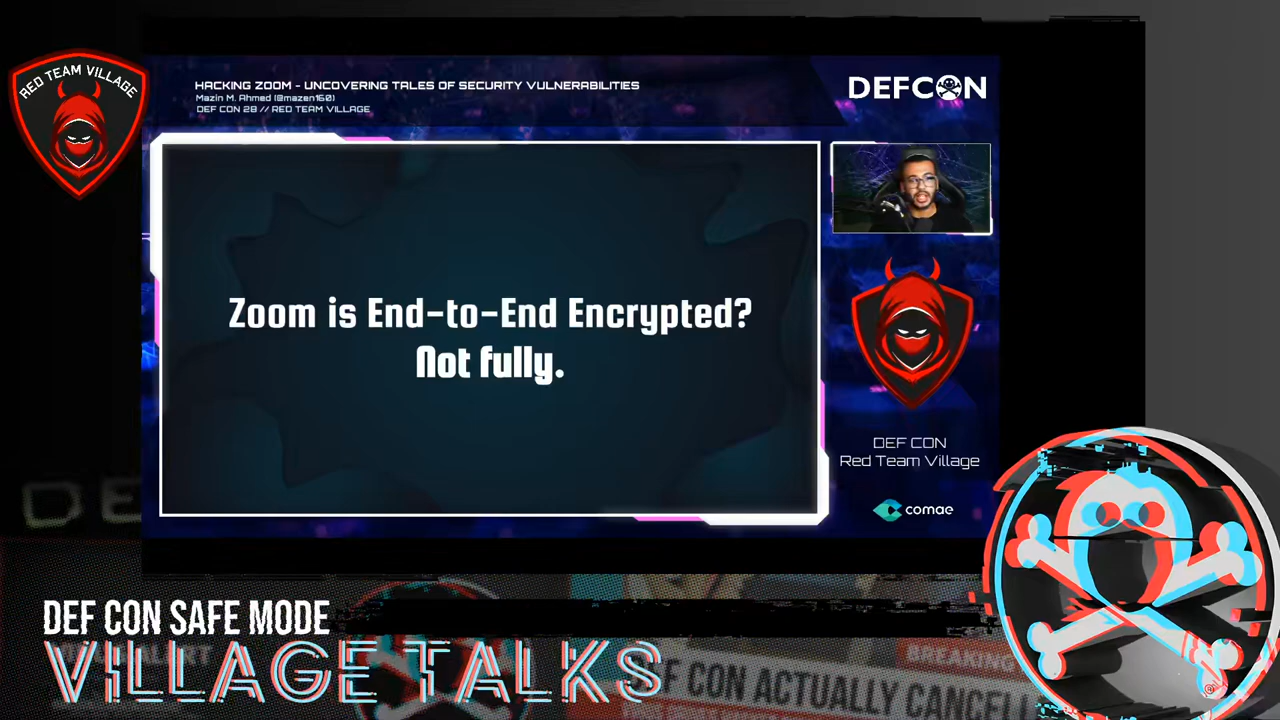 RED TEAM VILLAGE
HACKING ZOOM - UNCOVERING TALES OF SECURITY VULNERABILITIES
Mazin M. Ahmed (@mazen160)
DEF CON 28 // RED TEAM VILLAGE
DEFCON
Zoom is End-to-End Encrypted?
Not fully.
DEF CON
Red Team Village
comae
DE
DEF CON SAFE MODE
VILLAGE TALKS
BREAKING
DEF CON ACTUALLY CANCELL